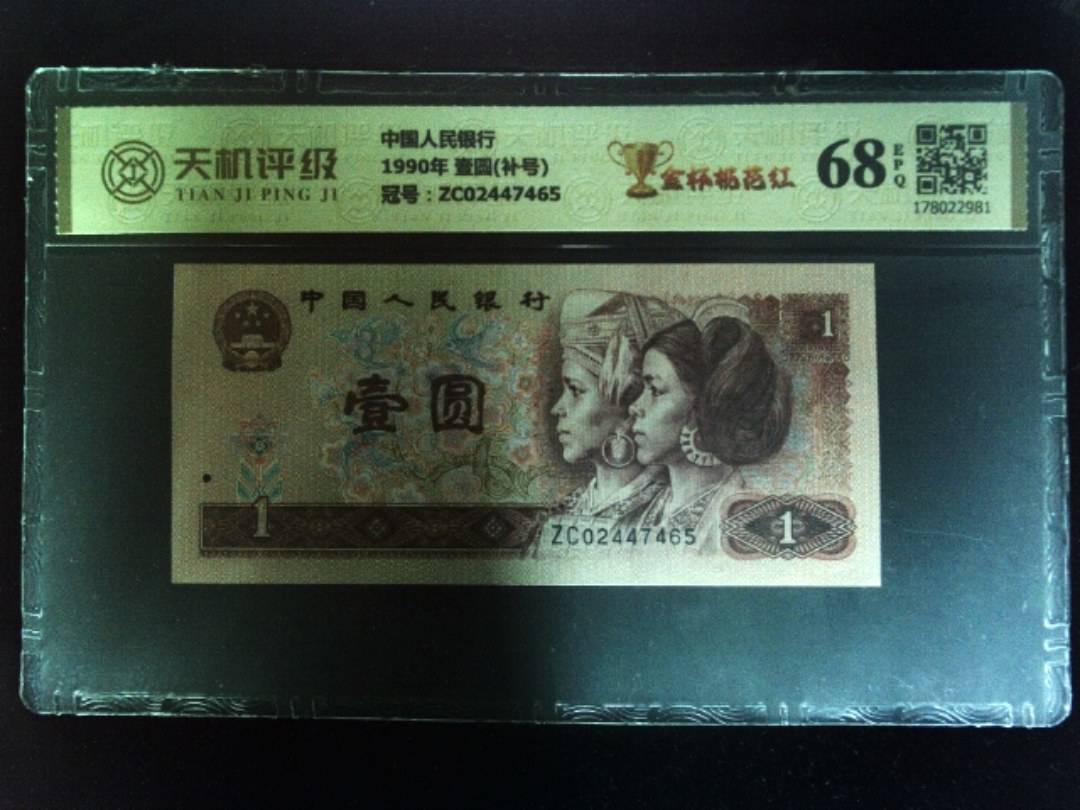 天机评级
TIAN JI PING JI
中国人民银行
1990年 壹圆(补号)
冠号：ZC02447465
金杯桃花红
68
EPQ
178022981
中国人民银行
1
壹圆
1
ZC02447465
1